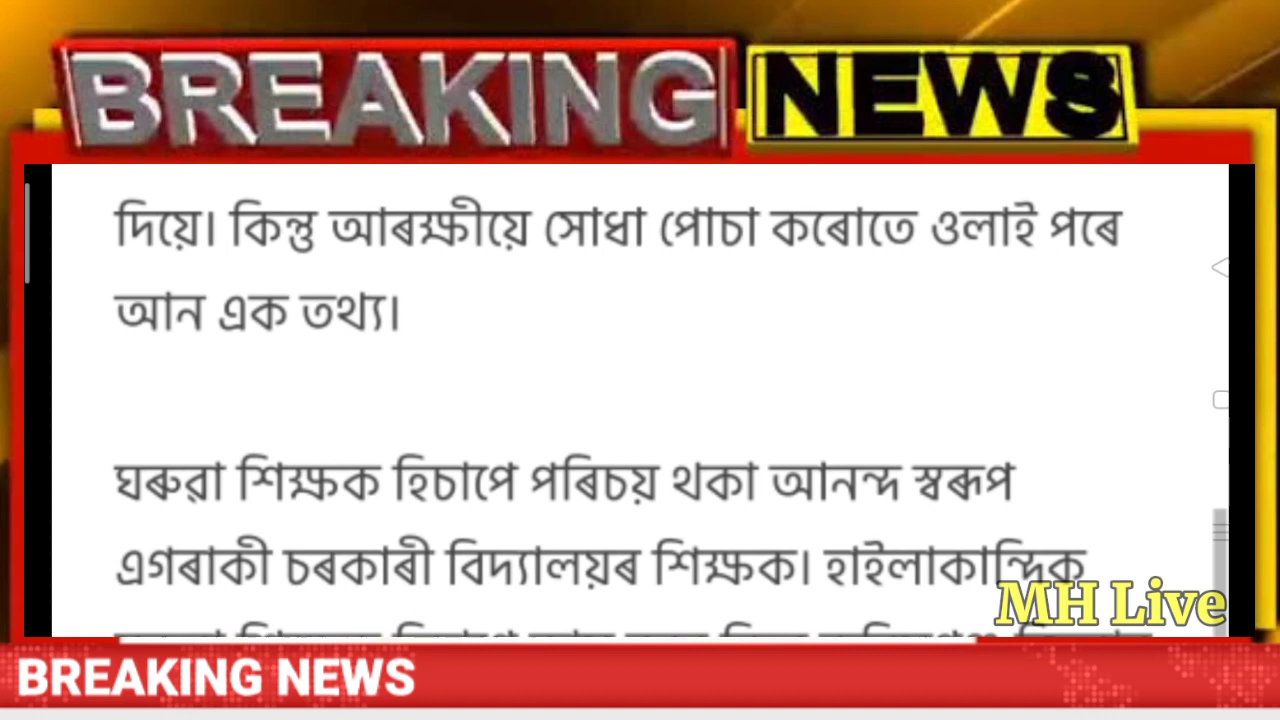 BREAKING NEWS
দিয়ে। কিন্তু আৰক্ষীয়ে সোধা পোচা কৰোতে ওলাই পৰে
আন এক তথ্য।
ঘৰুৱা শিক্ষক হিচাপে পৰিচয় থকা আনন্দ স্বৰূপ
এগৰাকী চৰকাৰী বিদ্যালয়ৰ শিক্ষক। হাইলাকান্দিক
MH Live
BREAKING NEWS